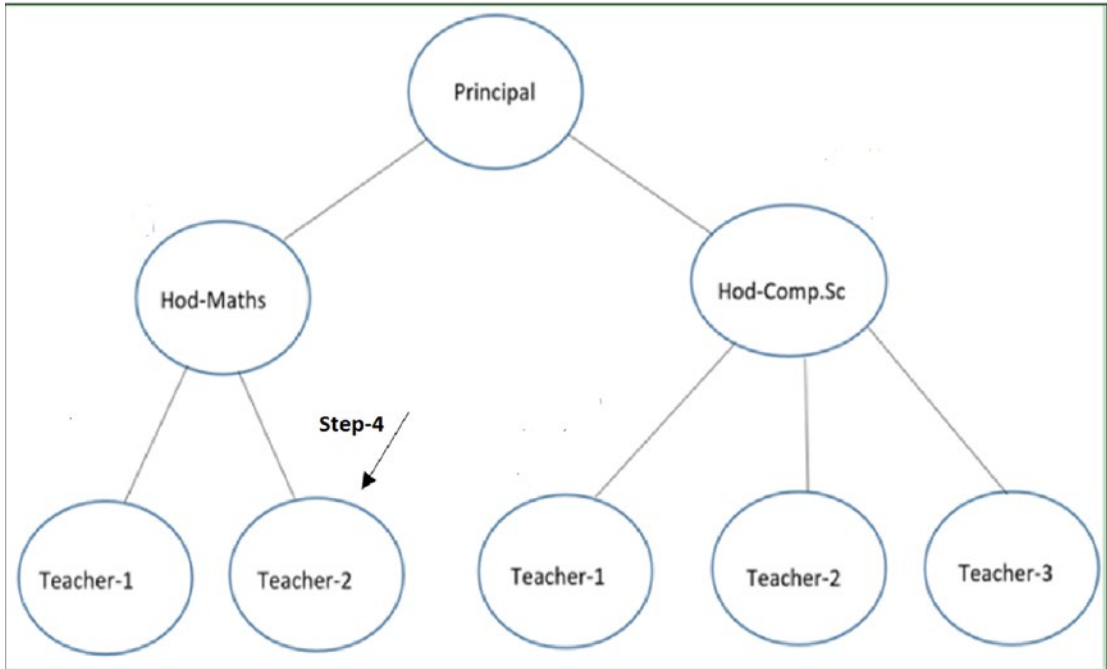 Principal
Hod-Maths
Hod-Comp.Sc
Step-4
Teacher-1
Teacher-2
Teacher-1
Teacher-2
Teacher-3